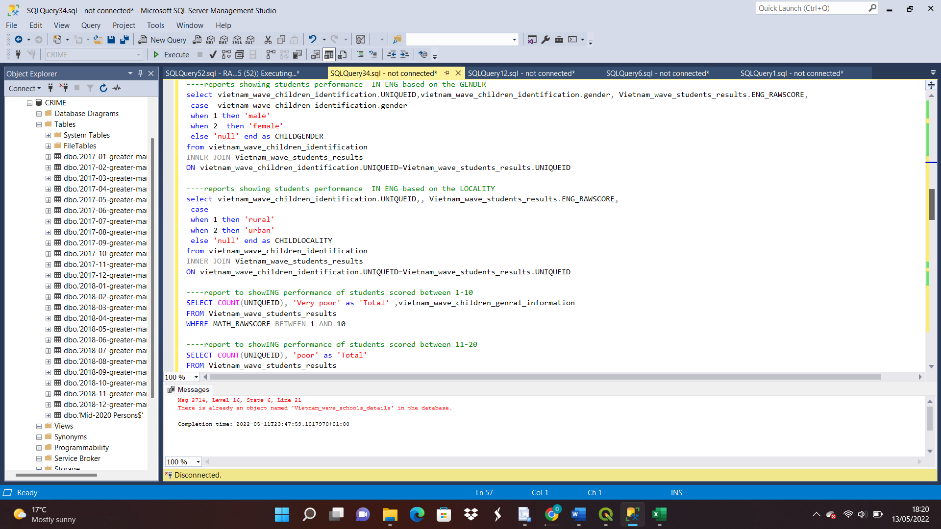 SQLQuery34.sql - not connected* - Microsoft SQL Server Management Studio
Quick Launch (Ctrl+Q)
File Edit View Query Project Tools Window Help
New Query
MDX DMX XMLA DAX
CRIME
Execute
Object Explorer
SQLQuery52.sql - RA...5 (52)) Executing...*
SQLQuery34.sql - not connected*
SQLQuery12.sql - not connected*
SQLQuery6.sql - not connected*
SQLQuery1.sql - not connected*
Connect
CRIME
Database Diagrams
Tables
System Tables
FileTables
dbo.'2017-01-greater-ma
dbo.'2017-02-greater-ma
dbo.'2017-03-greater-ma
dbo.'2017-04-greater-ma
dbo.'2017-05-greater-ma
dbo.'2017-06-greater-ma
dbo.'2017-07-greater-ma
dbo.'2017-08-greater-ma
dbo.'2017-09-greater-ma
dbo.'2017-10-greater-ma
dbo.'2017-11-greater-ma
dbo.'2017-12-greater-ma
dbo.'2018-01-greater-ma
dbo.'2018-02-greater-ma
dbo.'2018-03-greater-ma
dbo.'2018-04-greater-ma
dbo.'2018-05-greater-ma
dbo.'2018-06-greater-ma
dbo.'2018-07-greater-ma
dbo.'2018-08-greater-ma
dbo.'2018-09-greater-ma
dbo.'2018-10-greater-ma
dbo.'2018-11-greater-ma
dbo.'2018-12-greater-ma
dbo.'Mid-2020 Persons$'
Views
Synonyms
Programmability
Service Broker
Storage
----reports showing students performance  IN ENG based on the GENDER
select vietnam_wave_children_identification.UNIQUEID,vietnam_wave_children_identification.gender, Vietnam_wave_students_results.ENG_RAWSCORE,
case  vietnam_wave_children_identification.gender
when 1 then 'male'
when 2  then 'female'
else 'null' end as CHILDGENDER
from vietnam_wave_children_identification
INNER JOIN Vietnam_wave_students_results
ON vietnam_wave_children_identification.UNIQUEID=Vietnam_wave_students_results.UNIQUEID
----reports showing students performance  IN ENG based on the LOCALITY
select vietnam_wave_children_identification.UNIQUEID,, Vietnam_wave_students_results.ENG_RAWSCORE,
case
when 1 then 'rural'
when 2 then 'urban'
else 'null' end as CHILDLOCALITY
from vietnam_wave_children_identification
INNER JOIN Vietnam_wave_students_results
ON vietnam_wave_children_identification.UNIQUEID=Vietnam_wave_students_results.UNIQUEID
----report to showING performance of students scored between 1-10
SELECT COUNT(UNIQUEID), 'Very poor' as 'Total' ,vietnam_wave_children_genral_information
FROM Vietnam_wave_students_results
WHERE MATH_RAWSCORE BETWEEN 1 AND 10
----report to showING performance of students scored between 11-20
SELECT COUNT(UNIQUEID), 'poor' as 'Total'
FROM Vietnam_wave_students_results
100 %
Messages
Msg 2714, Level 16, State 6, Line 21
There is already an object named 'Vietnam_wave_schools_details' in the database.
Completion time:
100 %
Disconnected.
Ready
Ln 57
Col 1
Ch 1
INS
17°C
Mostly sunny
18:20
13/05/2022